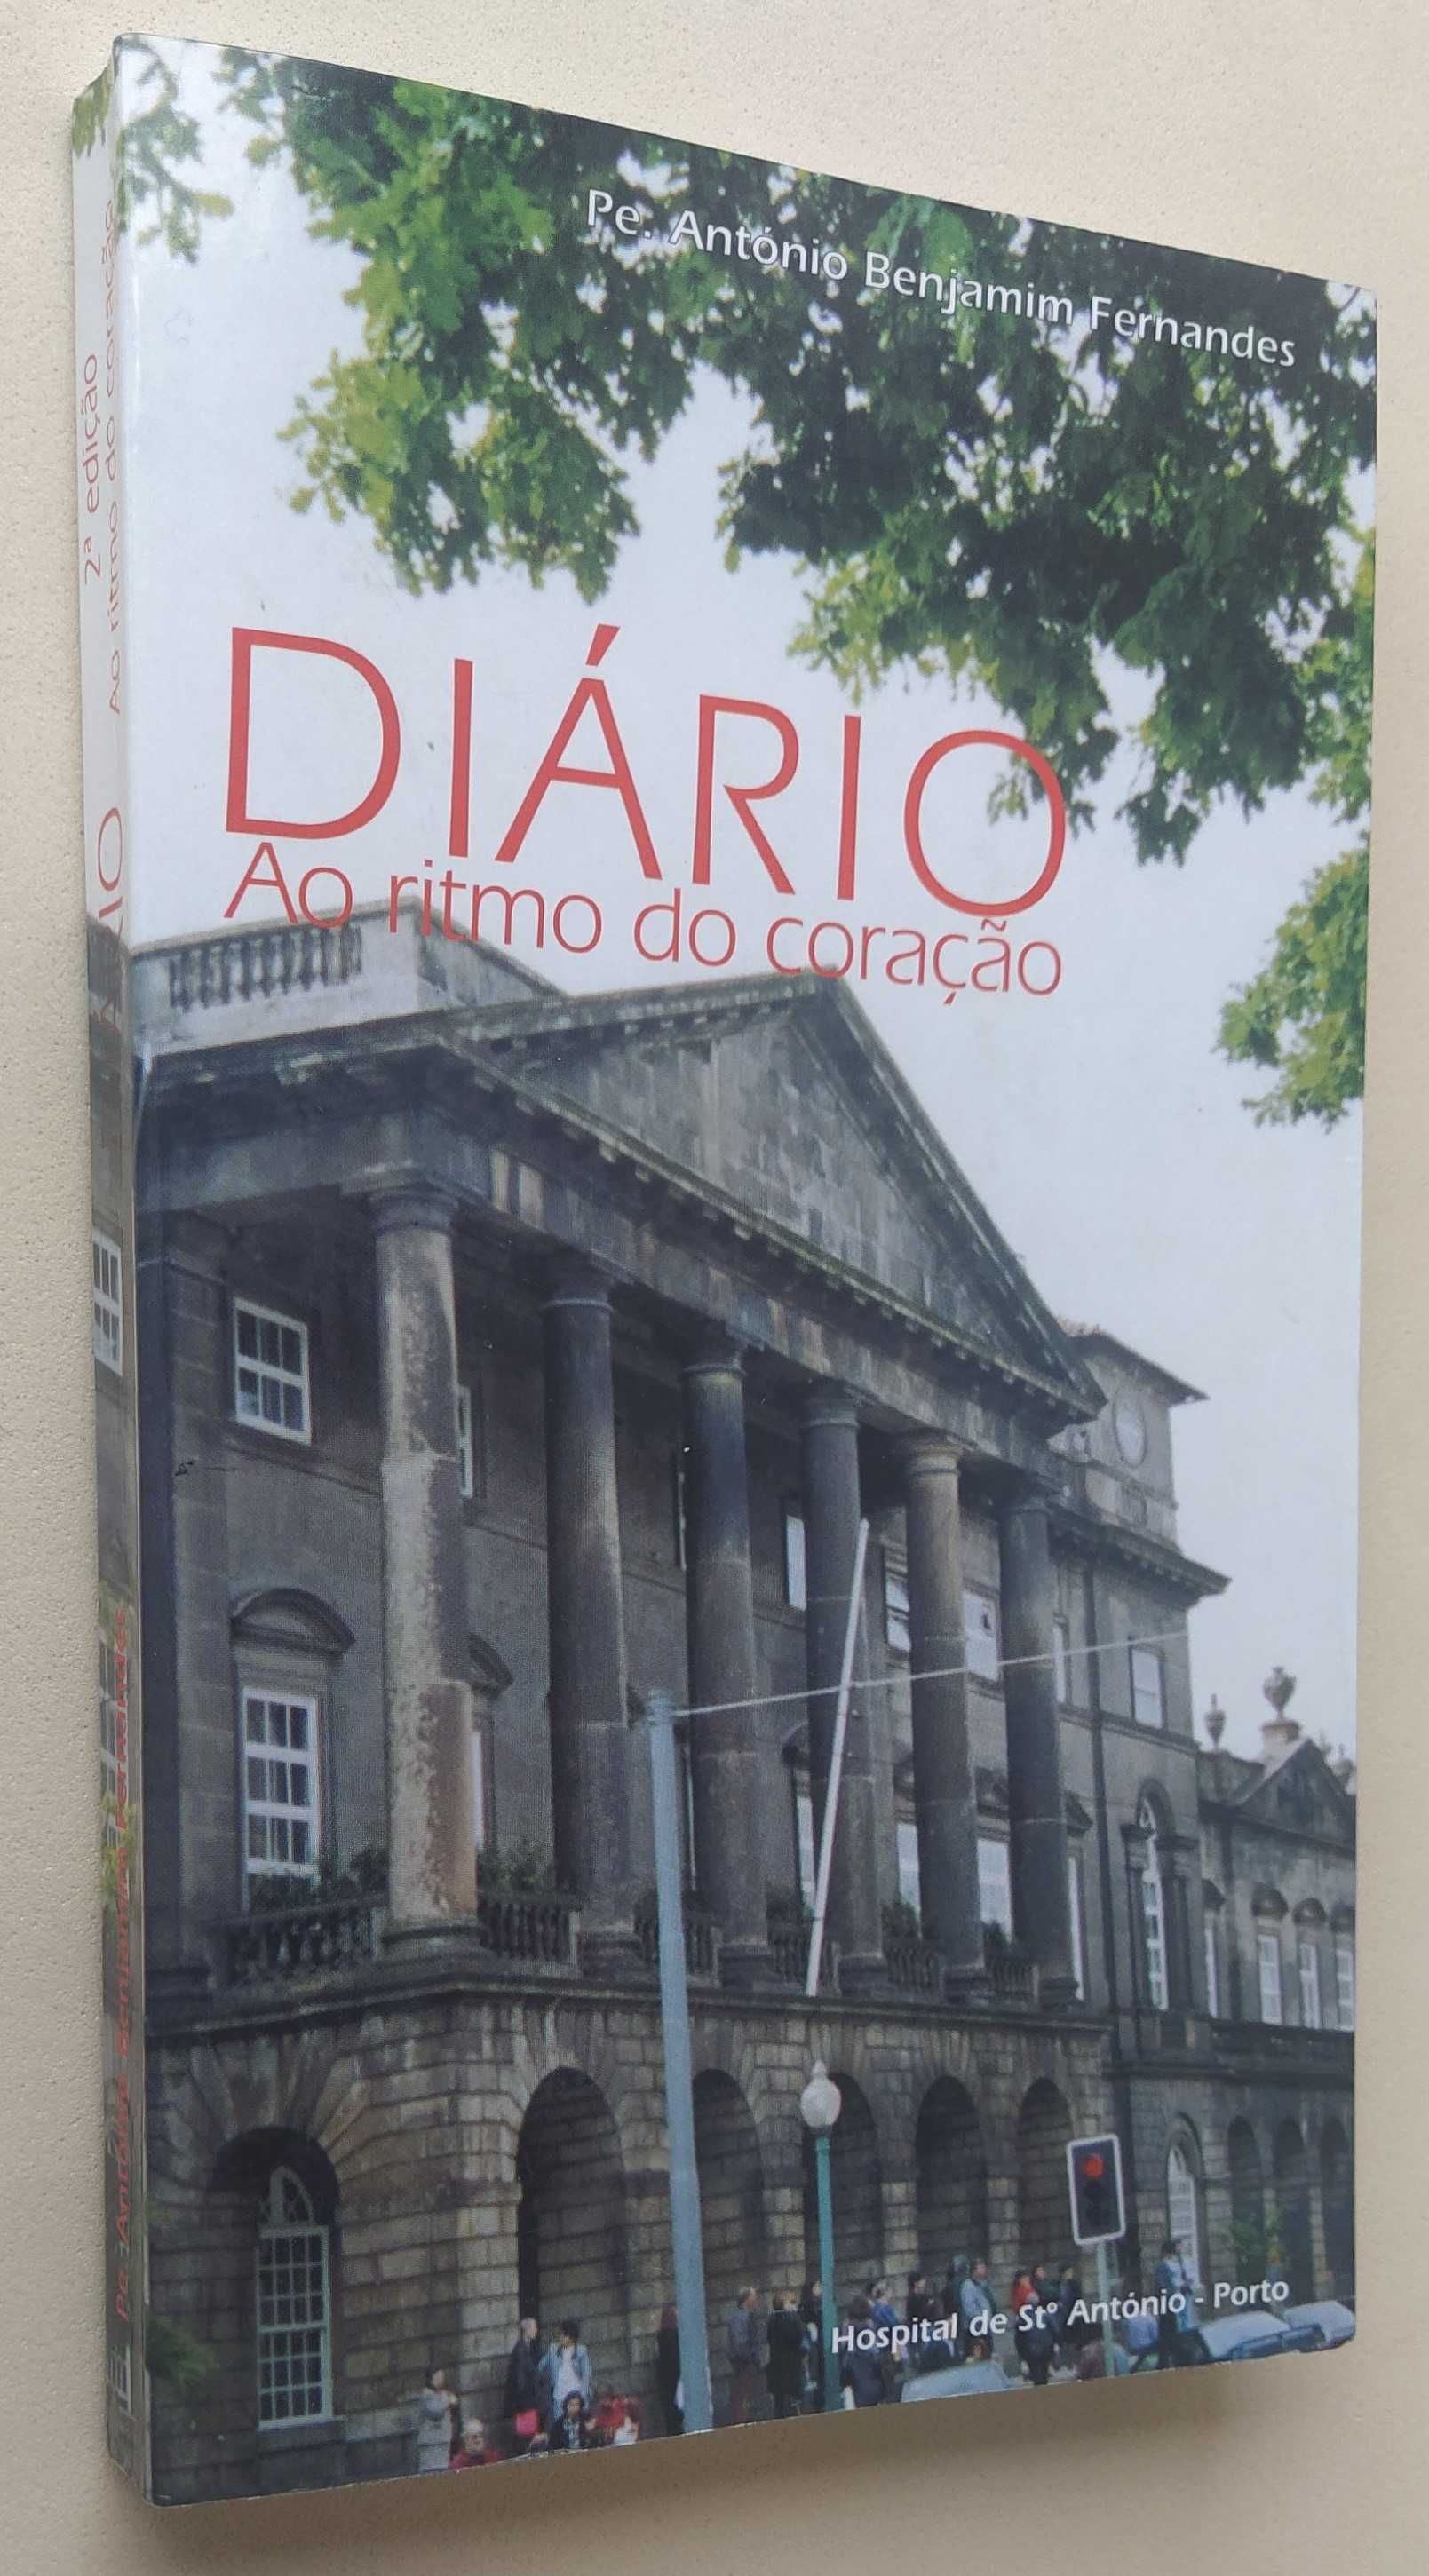 Pe. António Benjamim Fernandes
DIÁRIO
Ao ritmo do coração
Hospital de Stº António - Porto
2ª edição
Ao ritmo do coração
Pe. António Benjamim Fernandes